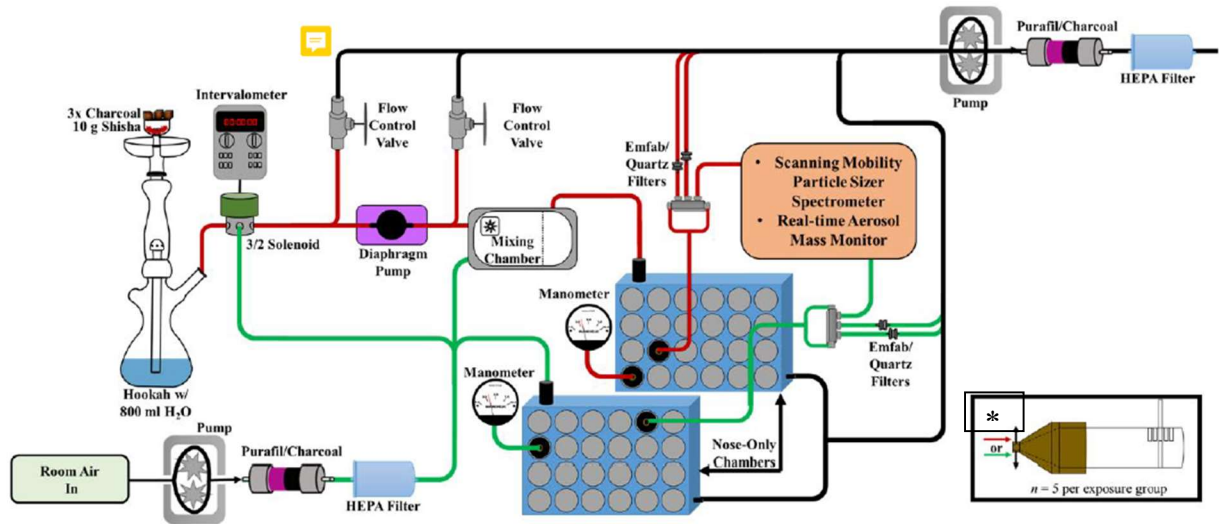 Purafil/Charcoal
Pump
HEPA Filter
Intervalometer
3x Charcoal
10 g Shisha
Flow
Control
Valve
Flow
Control
Valve
Emfab/
Quartz
Filters
• Scanning Mobility
Particle Sizer
Spectrometer
• Real-time Aerosol
Mass Monitor
3/2 Solenoid
Diaphragm
Pump
Mixing
Chamber
Manometer
Emfab/
Quartz
Filters
Hookah w/
800 ml H₂O
Manometer
Nose-Only
Chambers
Pump
Purafil/Charcoal
Room Air
In
HEPA Filter
*
or
n = 5 per exposure group